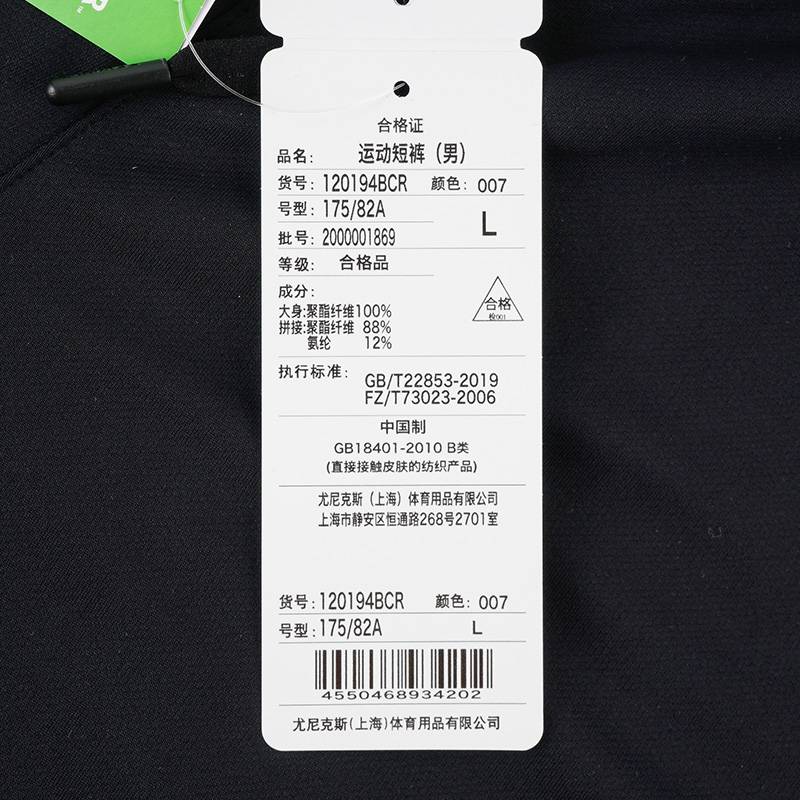 R
TM
合格证
品名： 运动短裤（男）
货号：120194BCR 颜色：007
号型：175/82A
L
批号：2000001869
等级： 合格品
成分：
大身:聚酯纤维100%
拼接:聚酯纤维 88%
氨纶 12%
合格
检001
执行标准： GB/T22853-2019
FZ/T73023-2006
中国制
GB18401-2010 B类
(直接接触皮肤的纺织产品)
尤尼克斯（上海）体育用品有限公司
上海市静安区恒通路268号2701室
货号：120194BCR 颜色：007
号型：175/82A L
4550468934202
尤尼克斯(上海)体育用品有限公司